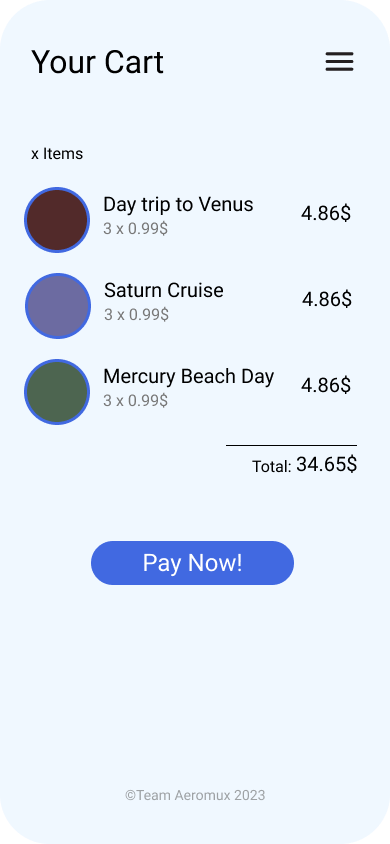 Your Cart
x Items
Day trip to Venus
3 x 0.99$
4.86$
Saturn Cruise
3 x 0.99$
4.86$
Mercury Beach Day
3 x 0.99$
4.86$
Total: 34.65$
Pay Now!
©Team Aeromux 2023